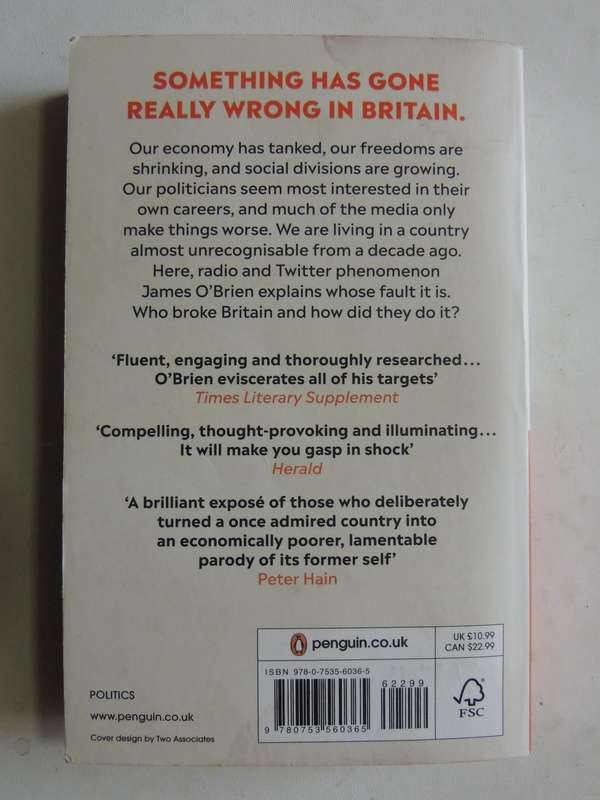 SOMETHING HAS GONE
REALLY WRONG IN BRITAIN.
Our economy has tanked, our freedoms are
shrinking, and social divisions are growing.
Our politicians seem most interested in their
own careers, and much of the media only
make things worse. We are living in a country
almost unrecognisable from a decade ago.
Here, radio and Twitter phenomenon
James O’Brien explains whose fault it is.
Who broke Britain and how did they do it?
‘Fluent, engaging and thoroughly researched...
O’Brien eviscerates all of his targets’
Times Literary Supplement
‘Compelling, thought-provoking and illuminating...
It will make you gasp in shock’
Herald
‘A brilliant exposé of those who deliberately
turned a once admired country into
an economically poorer, lamentable
parody of its former self’
Peter Hain
penguin.co.uk
UK £10.99
CAN $22.99
ISBN 978-0-7535-6036-5
62299
9 780753 560365
FSC
POLITICS
www.penguin.co.uk
Cover design by Two Associates